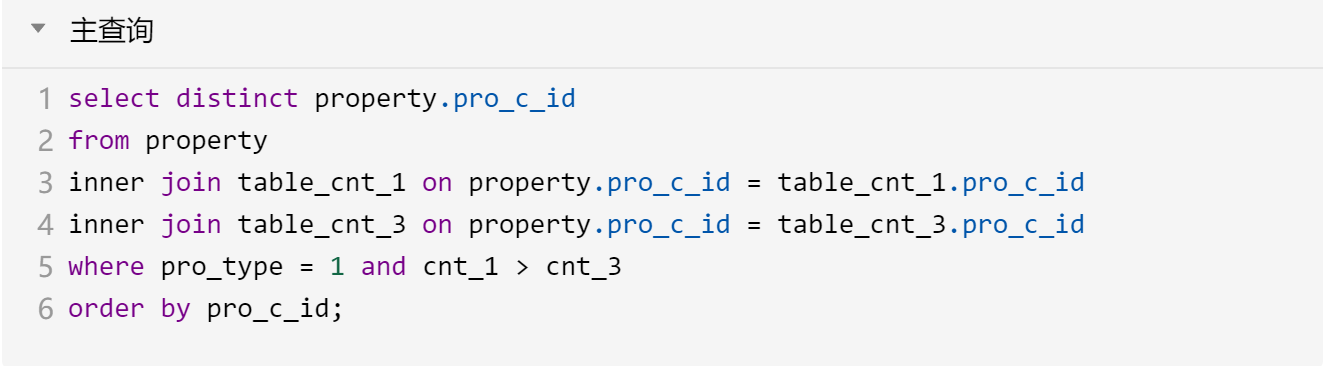 主查询
1 select distinct property.pro_c_id
2 from property
3 inner join table_cnt_1 on property.pro_c_id = table_cnt_1.pro_c_id
4 inner join table_cnt_3 on property.pro_c_id = table_cnt_3.pro_c_id
5 where pro_type = 1 and cnt_1 > cnt_3
6 order by pro_c_id;